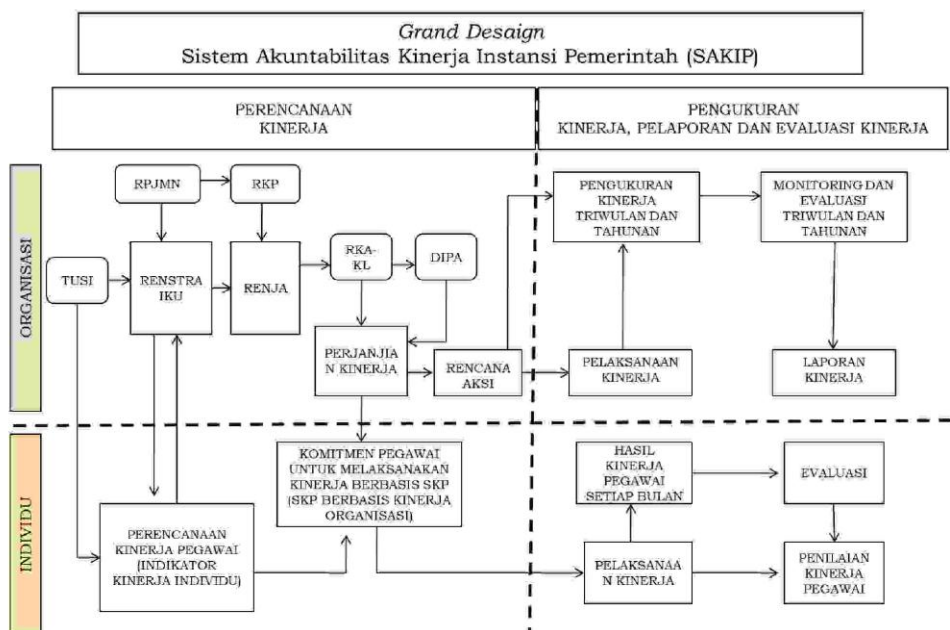 Grand Desaign
Sistem Akuntabilitas Kinerja Instansi Pemerintah (SAKIP)
PERENCANAAN
KINERJA
PENGUKURAN
KINERJA, PELAPORAN DAN EVALUASI KINERJA
ORGANISASI
RPJMN
RKP
TUSI
RENSTRA
IKU
RENJA
RKA-
KL
DIPA
PERJANJIA
N KINERJA
RENCANA
AKSI
PENGUKURAN
KINERJA
TRIWULAN DAN
TAHUNAN
MONITORING DAN
EVALUASI
TRIWULAN DAN
TAHUNAN
PELAKSANAAN
KINERJA
LAPORAN
KINERJA
INDIVIDU
PERENCANAAN
KINERJA PEGAWAI
(INDIKATOR
KINERJA INDIVIDU)
KOMITMEN PEGAWAI
UNTUK MELAKSANAKAN
KINERJA BERBASIS SKP
(SKP BERBASIS KINERJA
ORGANISASI)
HASIL
KINERJA
PEGAWAI
SETIAP BULAN
EVALUASI
PELAKSANA
AN KINERJA
PENILAIAN
KINERJA
PEGAWAI